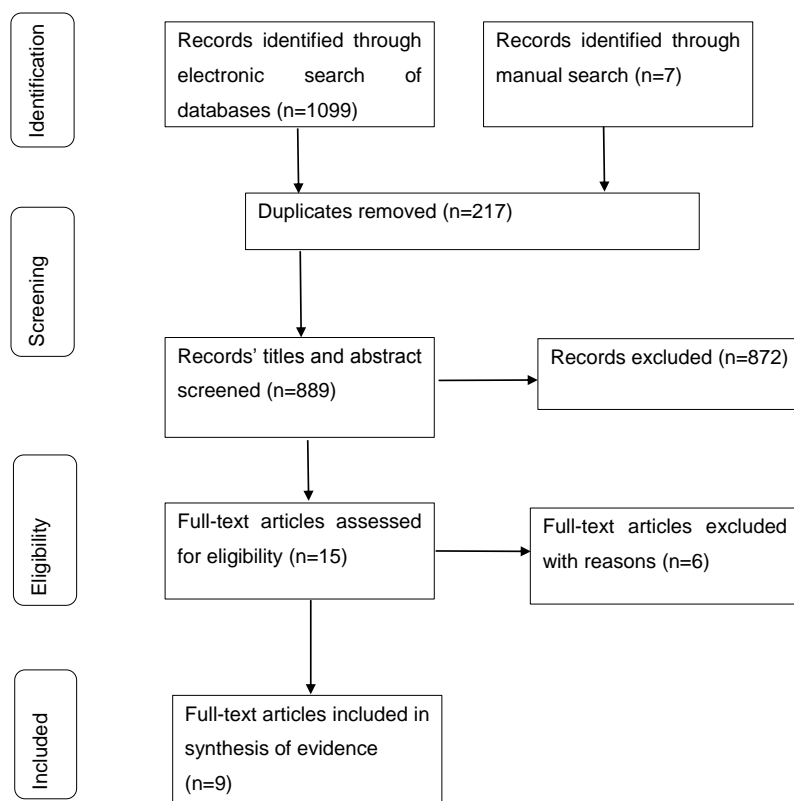 Identification
Records identified through
electronic search of
databases (n=1099)
Records identified through
manual search (n=7)
Duplicates removed (n=217)
Screening
Records’ titles and abstract
screened (n=889)
Records excluded (n=872)
Eligibility
Full-text articles assessed
for eligibility (n=15)
Full-text articles excluded
with reasons (n=6)
Included
Full-text articles included in
synthesis of evidence
(n=9)